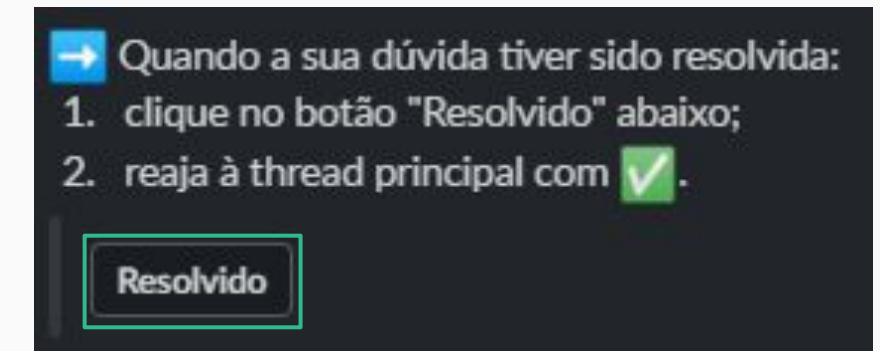 ➡️ Quando a sua dúvida tiver sido resolvida:
1. clique no botão "Resolvido" abaixo;
2. reaja à thread principal com ✅.
Resolvido